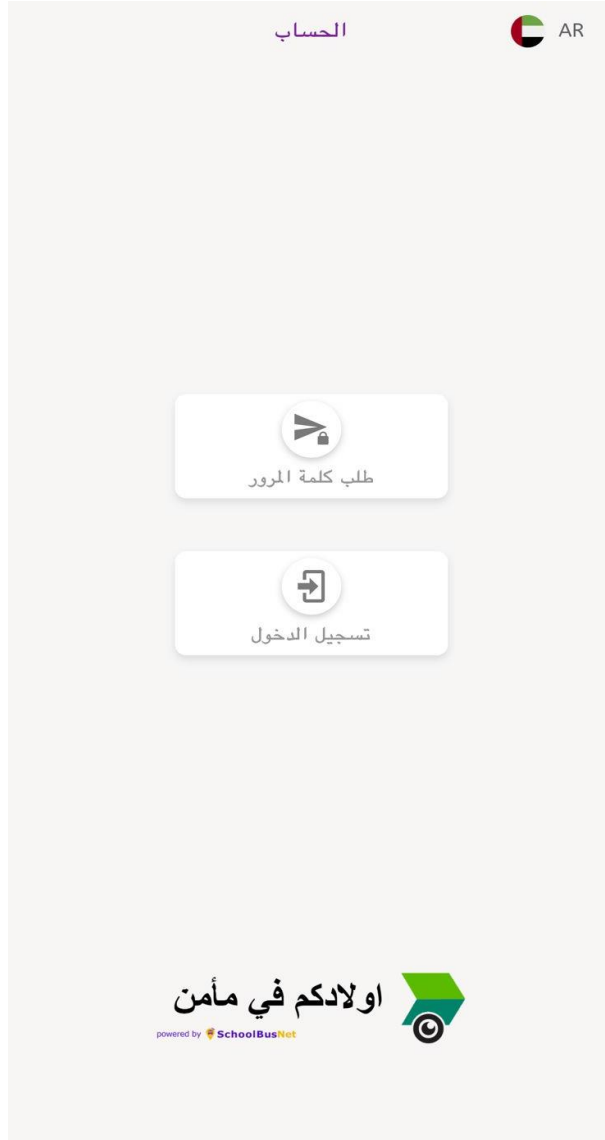 الحساب
AR
طلب كلمة المرور
تسجيل الدخول
اولادكم في مأمن
powered by SchoolBusNet